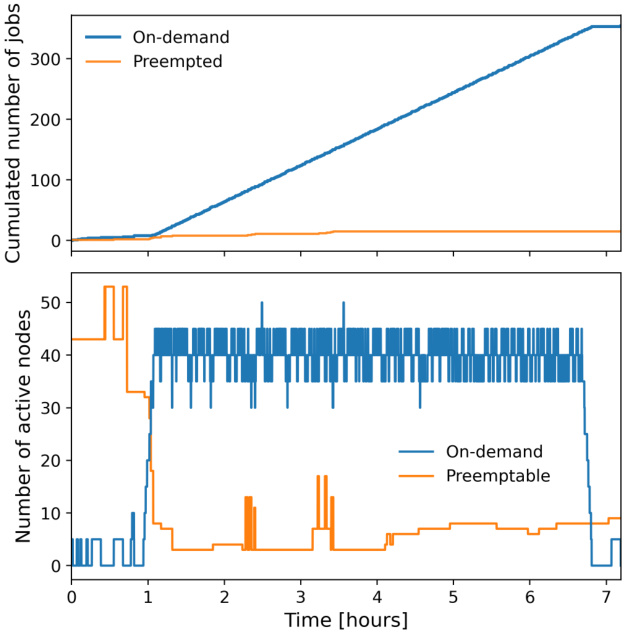 Cumulated number of jobs
300
200
100
0
On-demand
Preempted
Number of active nodes
50
40
30
20
10
0
On-demand
Preemptable
0 1 2 3 4 5 6 7
Time [hours]